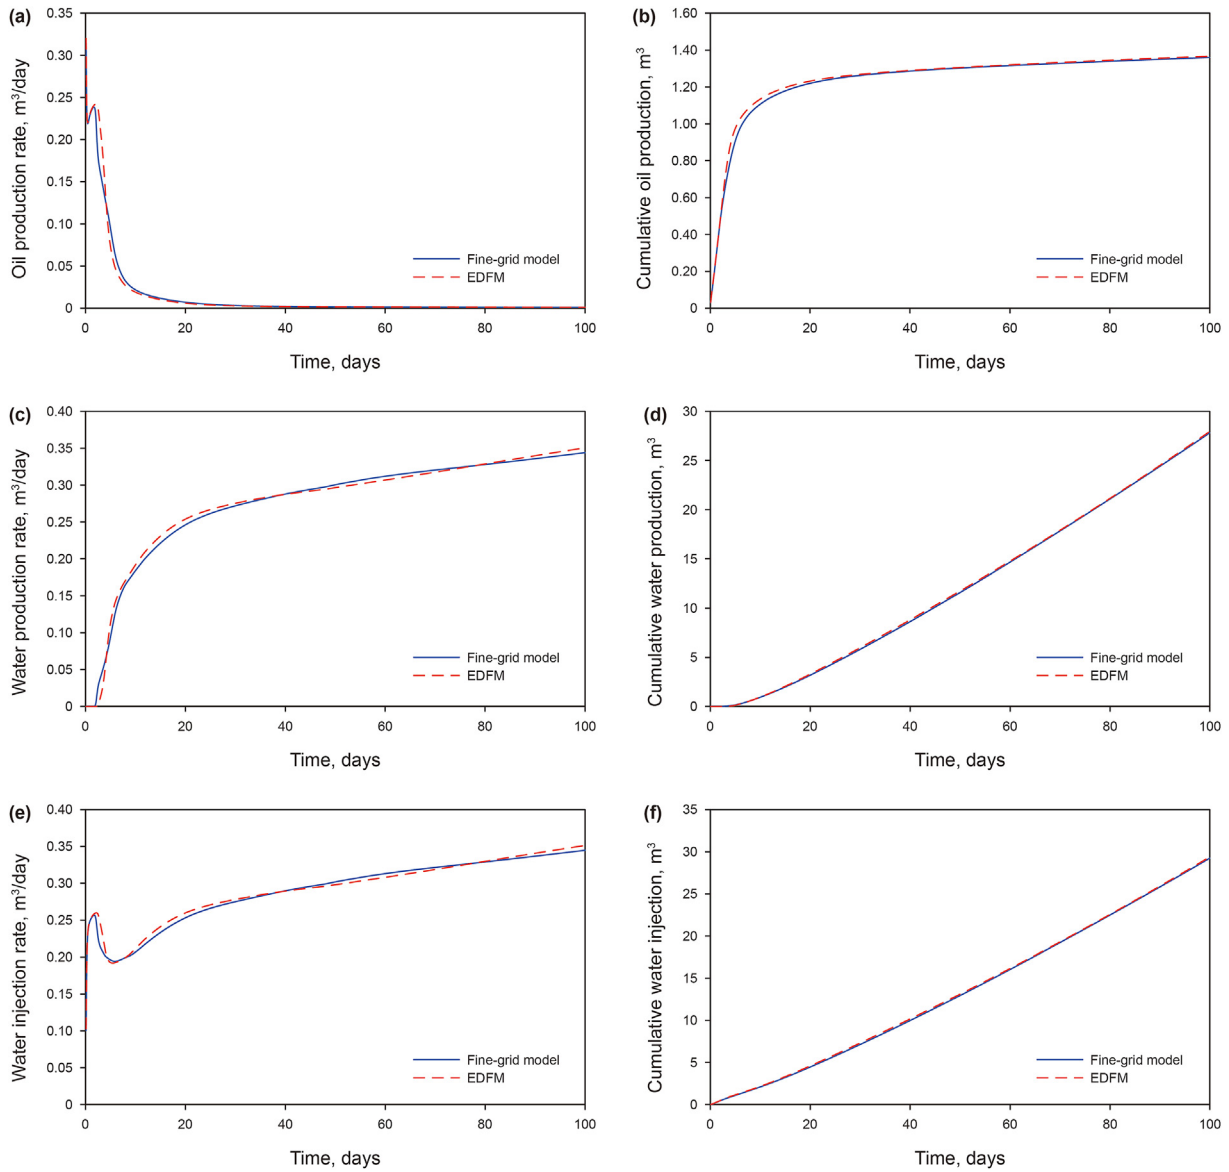 (a)
0.35
0.30
0.25
0.20
0.15
0.10
0.05
0
Oil production rate, m³/day
Fine-grid model
EDFM
0 20 40 60 80 100
Time, days
(b)
1.60
1.40
1.20
1.00
0.80
0.60
0.40
0.20
0
Cumulative oil production, m³
Fine-grid model
EDFM
0 20 40 60 80 100
Time, days
(c)
0.40
0.35
0.30
0.25
0.20
0.15
0.10
0.05
0
Water production rate, m³/day
Fine-grid model
EDFM
0 20 40 60 80 100
Time, days
(d)
30
25
20
15
10
5
0
Cumulative water production, m³
Fine-grid model
EDFM
0 20 40 60 80 100
Time, days
(e)
0.40
0.35
0.30
0.25
0.20
0.15
0.10
0.05
0
Water injection rate, m³/day
Fine-grid model
EDFM
0 20 40 60 80 100
Time, days
(f)
35
30
25
20
15
10
5
0
Cumulative water injection, m³
Fine-grid model
EDFM
0 20 40 60 80 100
Time, days